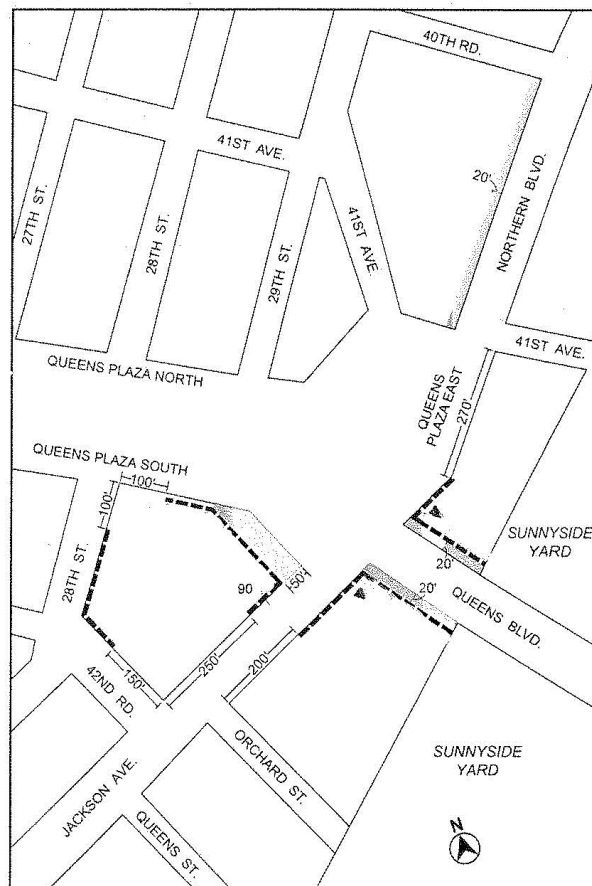 40TH RD.
41ST AVE.
20'
NORTHERN BLVD.
27TH ST.
28TH ST.
29TH ST.
41ST AVE.
41ST AVE.
QUEENS PLAZA NORTH
QUEENS
PLAZA EAST
270'
QUEENS PLAZA SOUTH
100'
100'
28TH ST.
SUNNYSIDE
YARD
20'
50'
90
20'
QUEENS BLVD.
150'
250'
200'
42ND RD.
ORCHARD ST.
SUNNYSIDE
YARD
JACKSON AVE.
QUEENS ST.
N